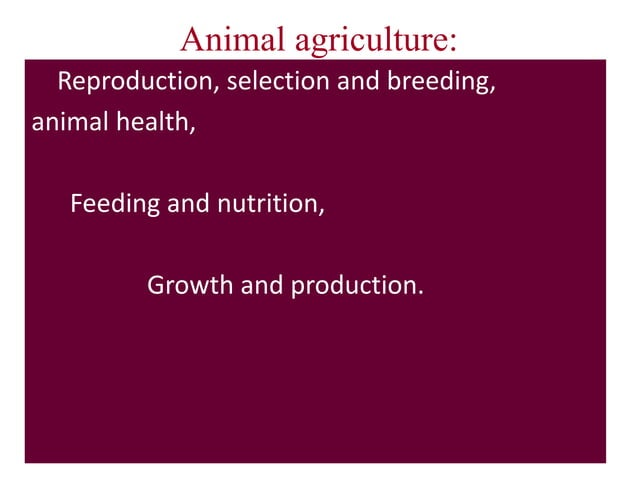 Animal agriculture:
Reproduction, selection and breeding,
animal health,
Feeding and nutrition,
Growth and production.